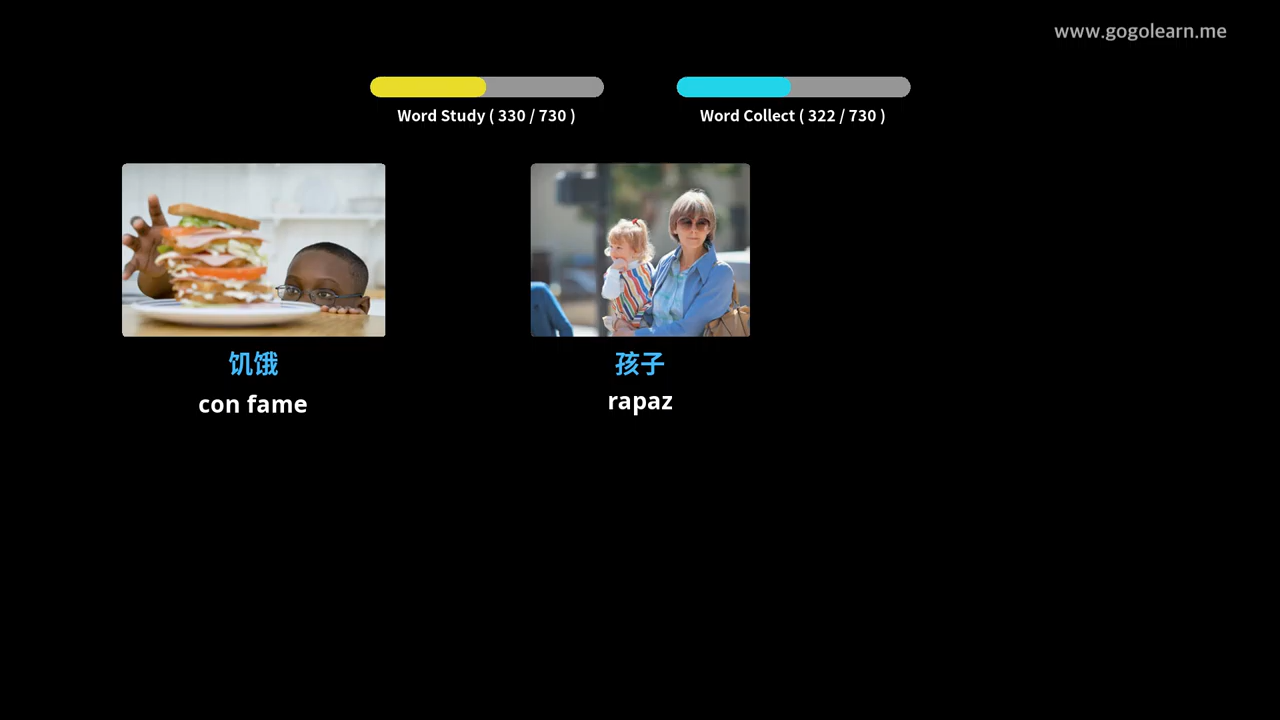 www.gogolearn.me
Word Study ( 330 / 730 )
Word Collect ( 322 / 730 )
饥饿
con fame
孩子
rapaz